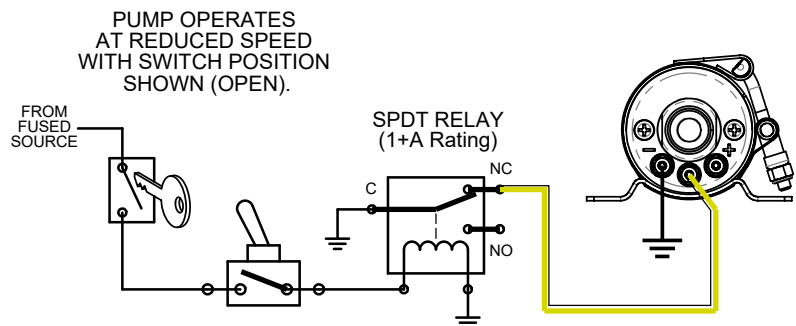 PUMP OPERATES
AT REDUCED SPEED
WITH SWITCH POSITION
SHOWN (OPEN).
FROM
FUSED
SOURCE
SPDT RELAY
(1+A Rating)
C
NC
NO
- +